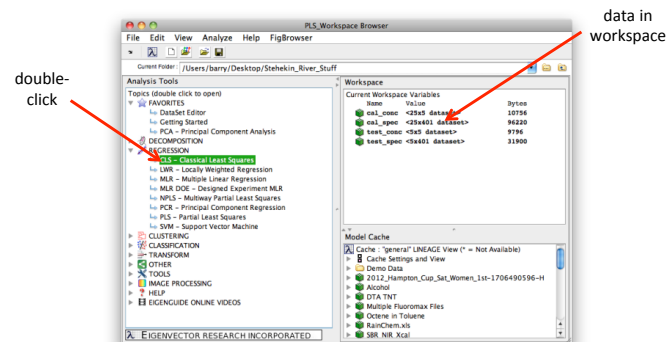 data in
workspace
double-
click
PLS_Workspace Browser
File Edit View Analyze Help FigBrowser
Current Folder: /Users/barry/Desktop/Stehekin_River_Stuff
Analysis Tools
Topics (double click to open)
FAVORITES
DataSet Editor
Getting Started
PCA - Principal Component Analysis
DECOMPOSITION
REGRESSION
CLS - Classical Least Squares
LWR - Locally Weighted Regression
MLR - Multiple Linear Regression
MLR DOE - Designed Experiment MLR
NPLS - Multiway Partial Least Squares
PCR - Principal Component Regression
PLS - Partial Least Squares
SVM - Support Vector Machine
CLUSTERING
CLASSIFICATION
TRANSFORM
OTHER
TOOLS
IMAGE PROCESSING
HELP
EIGENGUIDE ONLINE VIDEOS
EIGENVECTOR RESEARCH INCORPORATED
Workspace
Current Workspace Variables
Name Value Bytes
cal_conc <25x5 dataset> 10756
cal_spec <25x401 dataset> 96220
test_conc <5x5 dataset> 9796
test_spec <5x401 dataset> 31900
Model Cache
Cache : "general" LINEAGE View (* = Not Available)
Cache Settings and View
Demo Data
2012_Hampton_Cup_Sat_Women_1st-1706490596-H
Alcohol
DTA TNT
Multiple Fluoromax Files
Octene in Toluene
RainChem.xls
SBR_NIR_Xcal